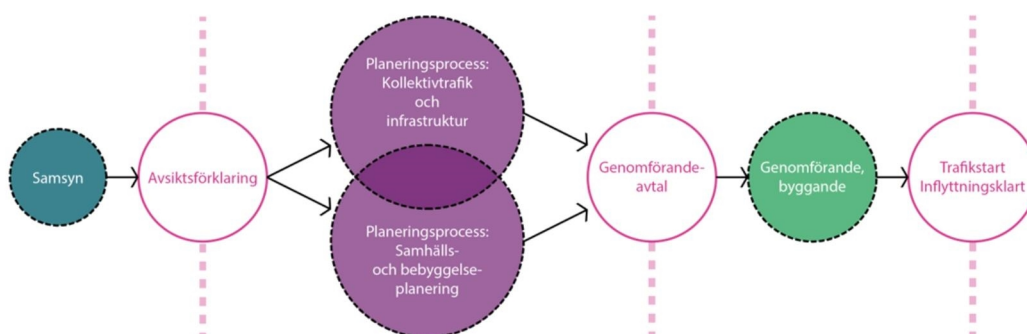 Samsyn
Avsiktsförklaring
Planeringsprocess:
Kollektivtrafik
och
infrastruktur
Planeringsprocess:
Samhälls-
och bebyggelse-
planering
Genomförande-
avtal
Genomförande,
byggande
Trafikstart
Inflyttningsklart